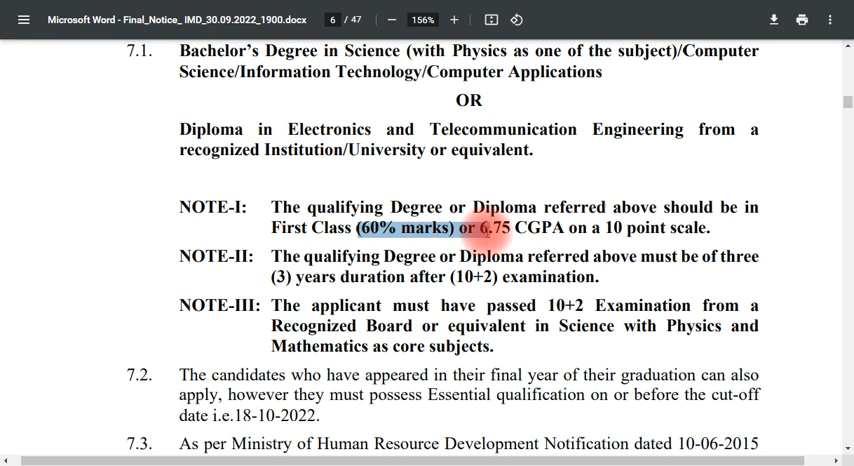 Microsoft Word - Final_Notice_ IMD_30.09.2022_1900.docx 6 / 47 156%
7.1. Bachelor's Degree in Science (with Physics as one of the subject)/Computer
Science/Information Technology/Computer Applications
OR
Diploma in Electronics and Telecommunication Engineering from a
recognized Institution/University or equivalent.
NOTE-I: The qualifying Degree or Diploma referred above should be in
First Class (60% marks) or 6.75 CGPA on a 10 point scale.
NOTE-II: The qualifying Degree or Diploma referred above must be of three
(3) years duration after (10+2) examination.
NOTE-III: The applicant must have passed 10+2 Examination from a
Recognized Board or equivalent in Science with Physics and
Mathematics as core subjects.
7.2. The candidates who have appeared in their final year of their graduation can also
apply, however they must possess Essential qualification on or before the cut-off
date i.e.18-10-2022.
7.3. As per Ministry of Human Resource Development Notification dated 10-06-2015